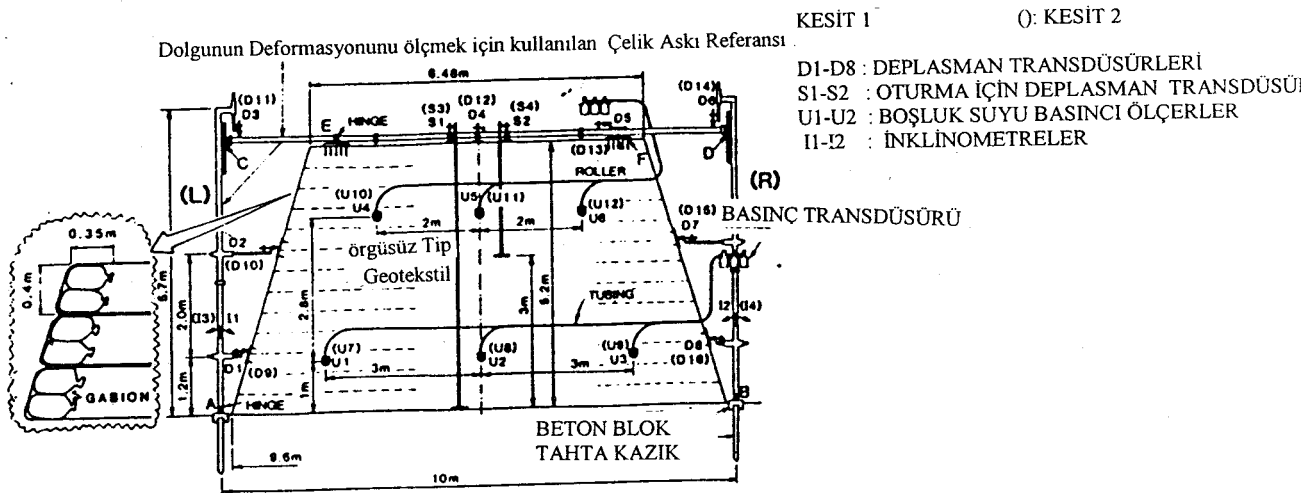 KESİT 1 (): KESİT 2
Dolgunun Deformasyonunu ölçmek için kullanılan Çelik Askı Referansı
D1-D8 : DEPLASMAN TRANSDÜSÜRLERİ
S1-S2 : OTURMA İÇİN DEPLASMAN TRANSDÜSÜ
U1-U2 : BOŞLUK SUYU BASINCI ÖLÇERLER
I1-I2 : İNKLİNOMETRELER
6.48m
(D11)
D3
E
HINGE
(S3)
S1
(D12)
D4
(S4)
S2
D5
(D14)
D6
C
(D13)
F
D
ROLLER
(L)
(R)
(U10)
U4
U5
(U11)
(U12)
U6
2m
2m
(D15)
D7
BASINÇ TRANSDÜSÜRÜ
D2
(D10)
örgüsüz Tip
Geotekstil
0.35m
0.4m
GABION
5.7m
2.0m
1.2m
2.8m
1m
3m
5.2m
TUBING
(I3)
I1
I2
(I4)
(U7)
U1
(U8)
U2
(U9)
U3
3m
3m
D1
(D9)
D8
(D16)
A
HINGE
B
BETON BLOK
TAHTA KAZIK
9.6m
10m